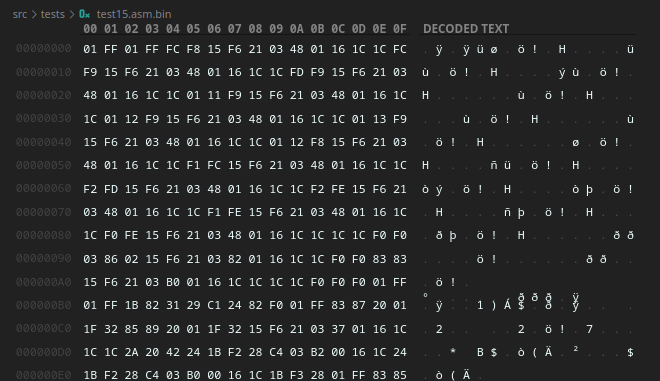 src > tests > test15.asm.bin
00 01 02 03 04 05 06 07 08 09 0A 0B 0C 0D 0E 0F DECODED TEXT
00000000 01 FF 01 FF FC F8 15 F6 21 03 48 01 16 1C 1C FC . ÿ . ÿ ü ø . ö ! . H . . . . ü
00000010 F9 15 F6 21 03 48 01 16 1C 1C FD F9 15 F6 21 03 ù . ö ! . H . . . . ý ù . ö ! .
00000020 48 01 16 1C 1C 01 11 F9 15 F6 21 03 48 01 16 1C H . . . . . . ù . ö ! . H . . .
00000030 1C 01 12 F9 15 F6 21 03 48 01 16 1C 1C 01 13 F9 . . . ù . ö ! . H . . . . . . ù
00000040 15 F6 21 03 48 01 16 1C 1C 01 12 F8 15 F6 21 03 . ö ! . H . . . . . . ø . ö ! .
00000050 48 01 16 1C 1C F1 FC 15 F6 21 03 48 01 16 1C 1C H . . . . ñ ü . ö ! . H . . . .
00000060 F2 FD 15 F6 21 03 48 01 16 1C 1C F2 FE 15 F6 21 ò ý . ö ! . H . . . . ò þ . ö !
00000070 03 48 01 16 1C 1C F1 FE 15 F6 21 03 48 01 16 1C . H . . . . ñ þ . ö ! . H . . .
00000080 1C F0 FE 15 F6 21 03 48 01 16 1C 1C 1C 1C F0 F0 . ð þ . ö ! . H . . . . . . ð ð
00000090 03 86 02 15 F6 21 03 82 01 16 1C 1C F0 F0 83 83 . . . . ö ! . . . . . . ð ð . .
000000A0 15 F6 21 03 B0 01 16 1C 1C 1C 1C F0 F0 F0 01 FF . ö ! . ° . . . . . . ð ð ð . ÿ
000000B0 01 FF 1B 82 31 29 C1 24 82 F0 01 FF 83 87 20 01 . ÿ . . 1 ) Á $ . ð . ÿ . . .
000000C0 1F 32 85 89 20 01 1F 32 15 F6 21 03 37 01 16 1C . 2 . . . . 2 . ö ! . 7 . . .
000000D0 1C 1C 2A 20 42 24 1B F2 28 C4 03 B2 00 16 1C 24 . . * B $ . ò ( Ä . ² . . . $
000000E0 1B F2 28 C4 03 B0 00 16 1C 1B F3 28 01 FF 83 85 . ò ( Ä .